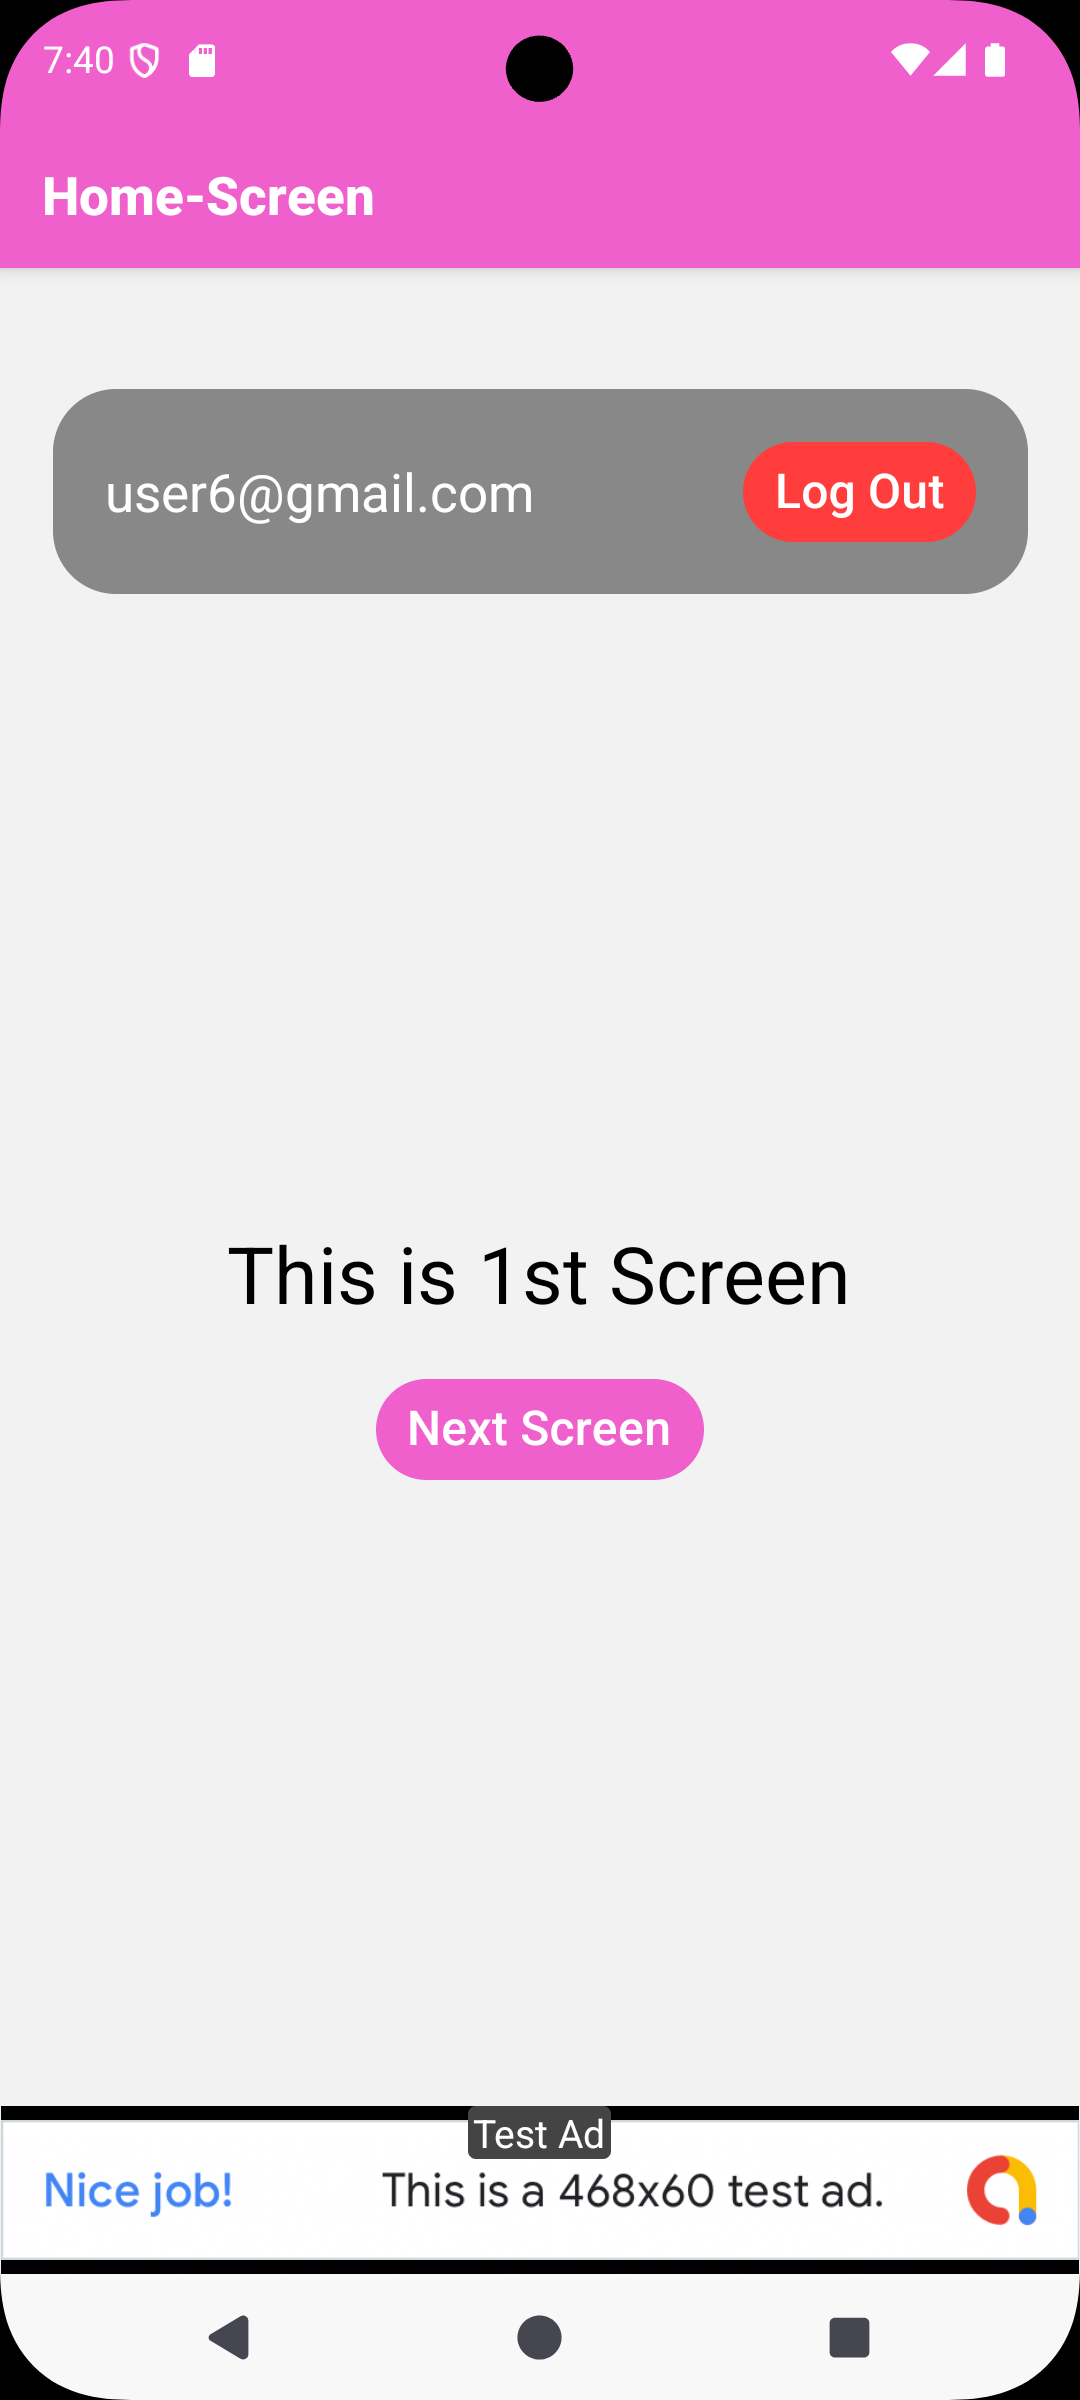 7:40
Home-Screen
user6@gmail.com
Log Out
This is 1st Screen
Next Screen
Test Ad
Nice job!
This is a 468x60 test ad.